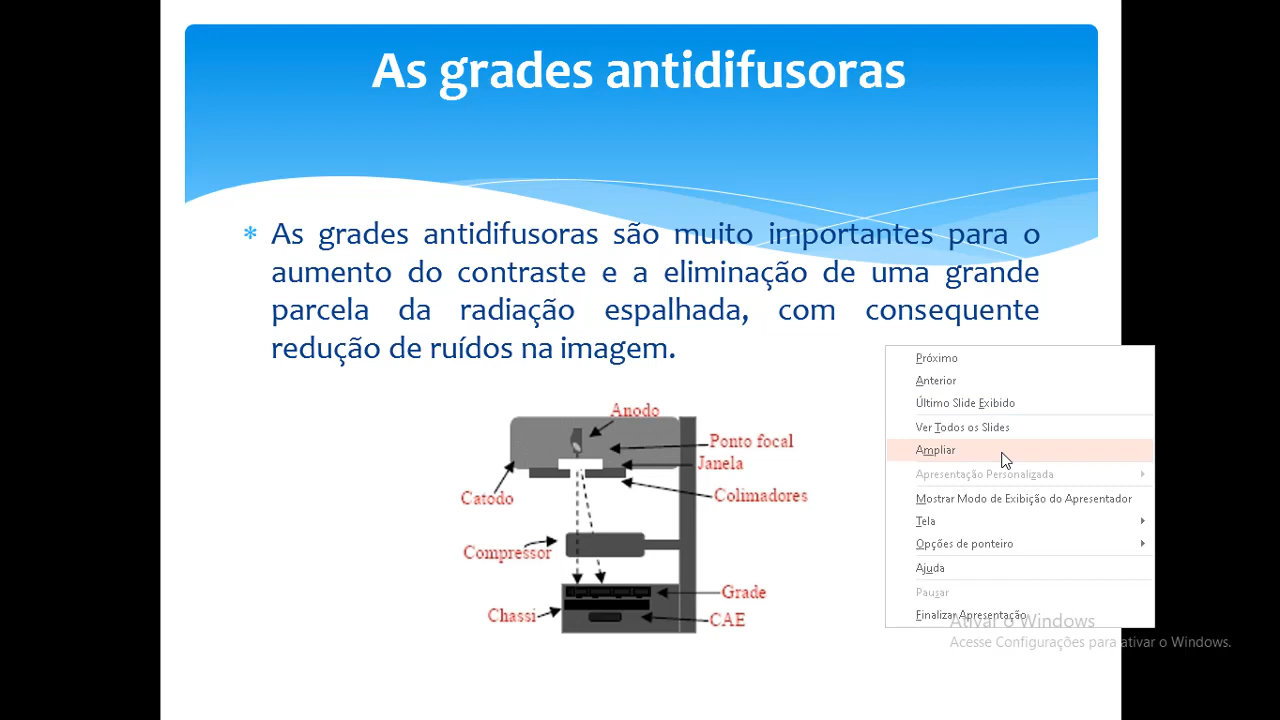 As grades antidifusoras
* As grades antidifusoras são muito importantes para o
aumento do contraste e a eliminação de uma grande
parcela da radiação espalhada, com consequente
redução de ruídos na imagem.
Anodo
Ponto focal
Janela
Catodo
Colimadores
Compressor
Grade
Chassi
CAE
Próximo
Anterior
Último Slide Exibido
Ver Todos os Slides
Ampliar
Apresentação Personalizada
Mostrar Modo de Exibição do Apresentador
Tela
Opções de ponteiro
Ajuda
Pausar
Finalizar Apresentação
Ativar o Windows
Acesse Configurações para ativar o Windows.